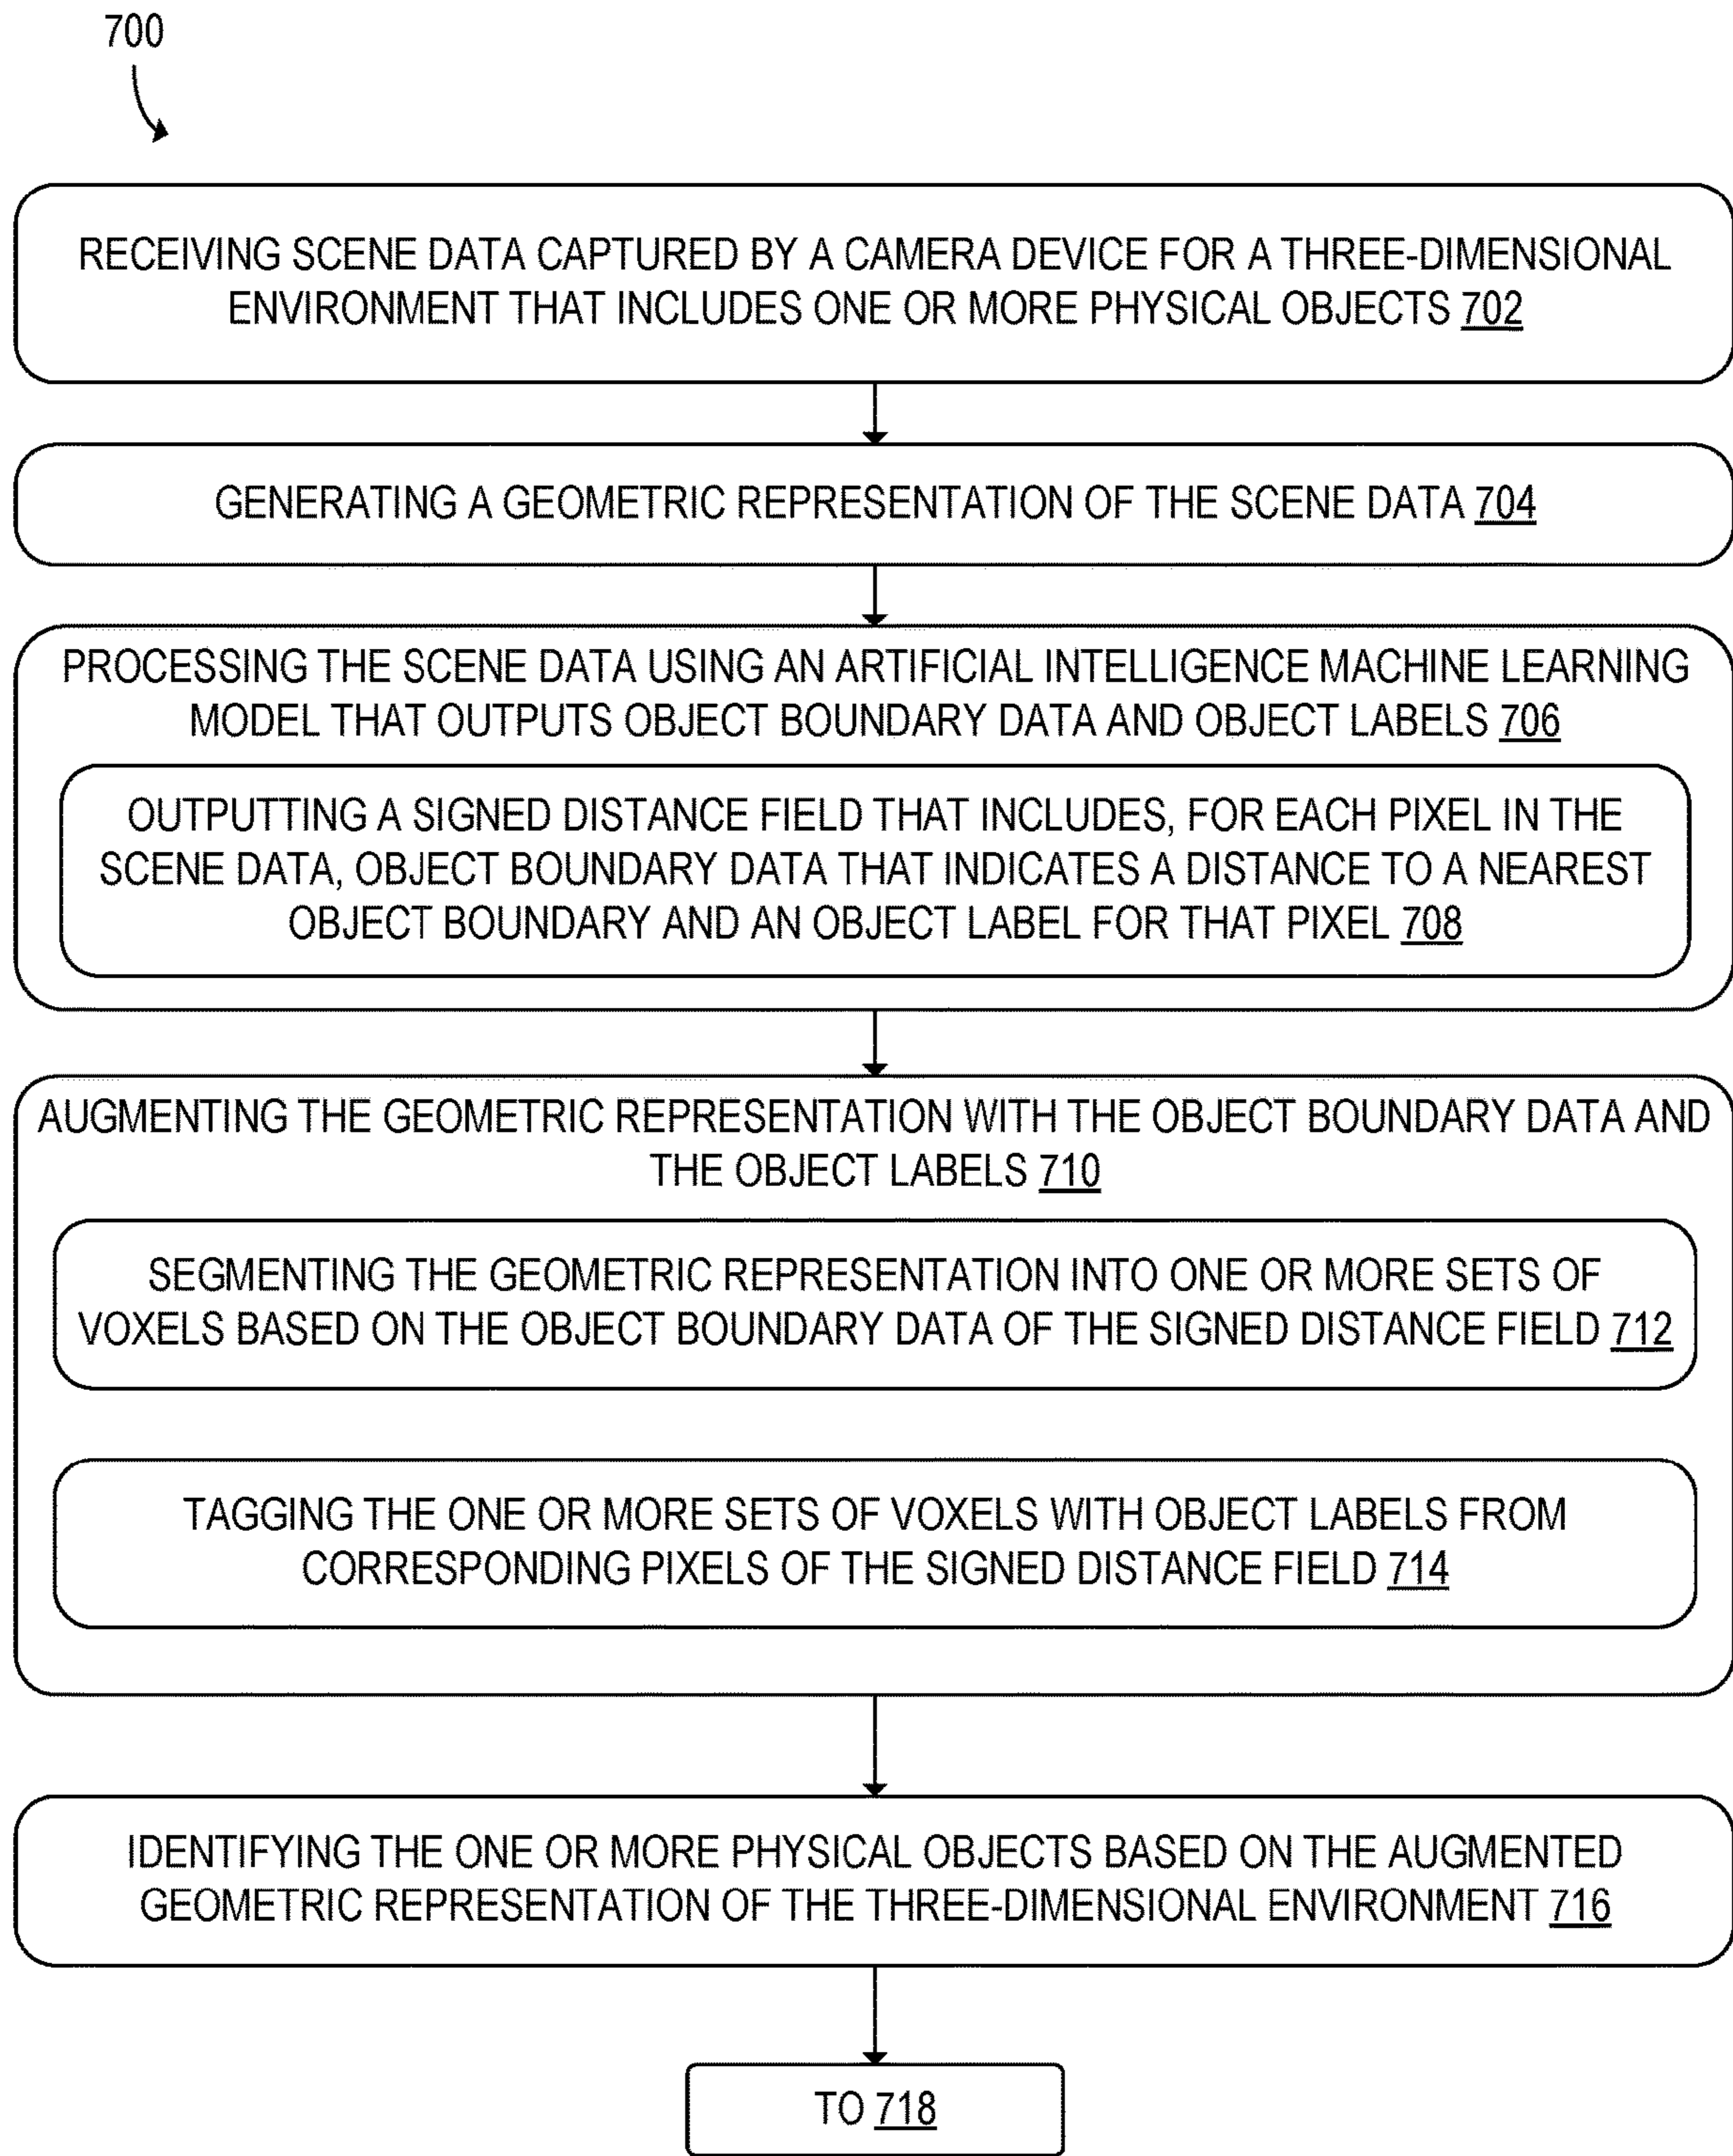 700
RECEIVING SCENE DATA CAPTURED BY A CAMERA DEVICE FOR A THREE-DIMENSIONAL
ENVIRONMENT THAT INCLUDES ONE OR MORE PHYSICAL OBJECTS 702
GENERATING A GEOMETRIC REPRESENTATION OF THE SCENE DATA 704
PROCESSING THE SCENE DATA USING AN ARTIFICIAL INTELLIGENCE MACHINE LEARNING
MODEL THAT OUTPUTS OBJECT BOUNDARY DATA AND OBJECT LABELS 706
OUTPUTTING A SIGNED DISTANCE FIELD THAT INCLUDES, FOR EACH PIXEL IN THE
SCENE DATA, OBJECT BOUNDARY DATA THAT INDICATES A DISTANCE TO A NEAREST
OBJECT BOUNDARY AND AN OBJECT LABEL FOR THAT PIXEL 708
AUGMENTING THE GEOMETRIC REPRESENTATION WITH THE OBJECT BOUNDARY DATA AND
THE OBJECT LABELS 710
SEGMENTING THE GEOMETRIC REPRESENTATION INTO ONE OR MORE SETS OF
VOXELS BASED ON THE OBJECT BOUNDARY DATA OF THE SIGNED DISTANCE FIELD 712
TAGGING THE ONE OR MORE SETS OF VOXELS WITH OBJECT LABELS FROM
CORRESPONDING PIXELS OF THE SIGNED DISTANCE FIELD 714
IDENTIFYING THE ONE OR MORE PHYSICAL OBJECTS BASED ON THE AUGMENTED
GEOMETRIC REPRESENTATION OF THE THREE-DIMENSIONAL ENVIRONMENT 716
TO 718